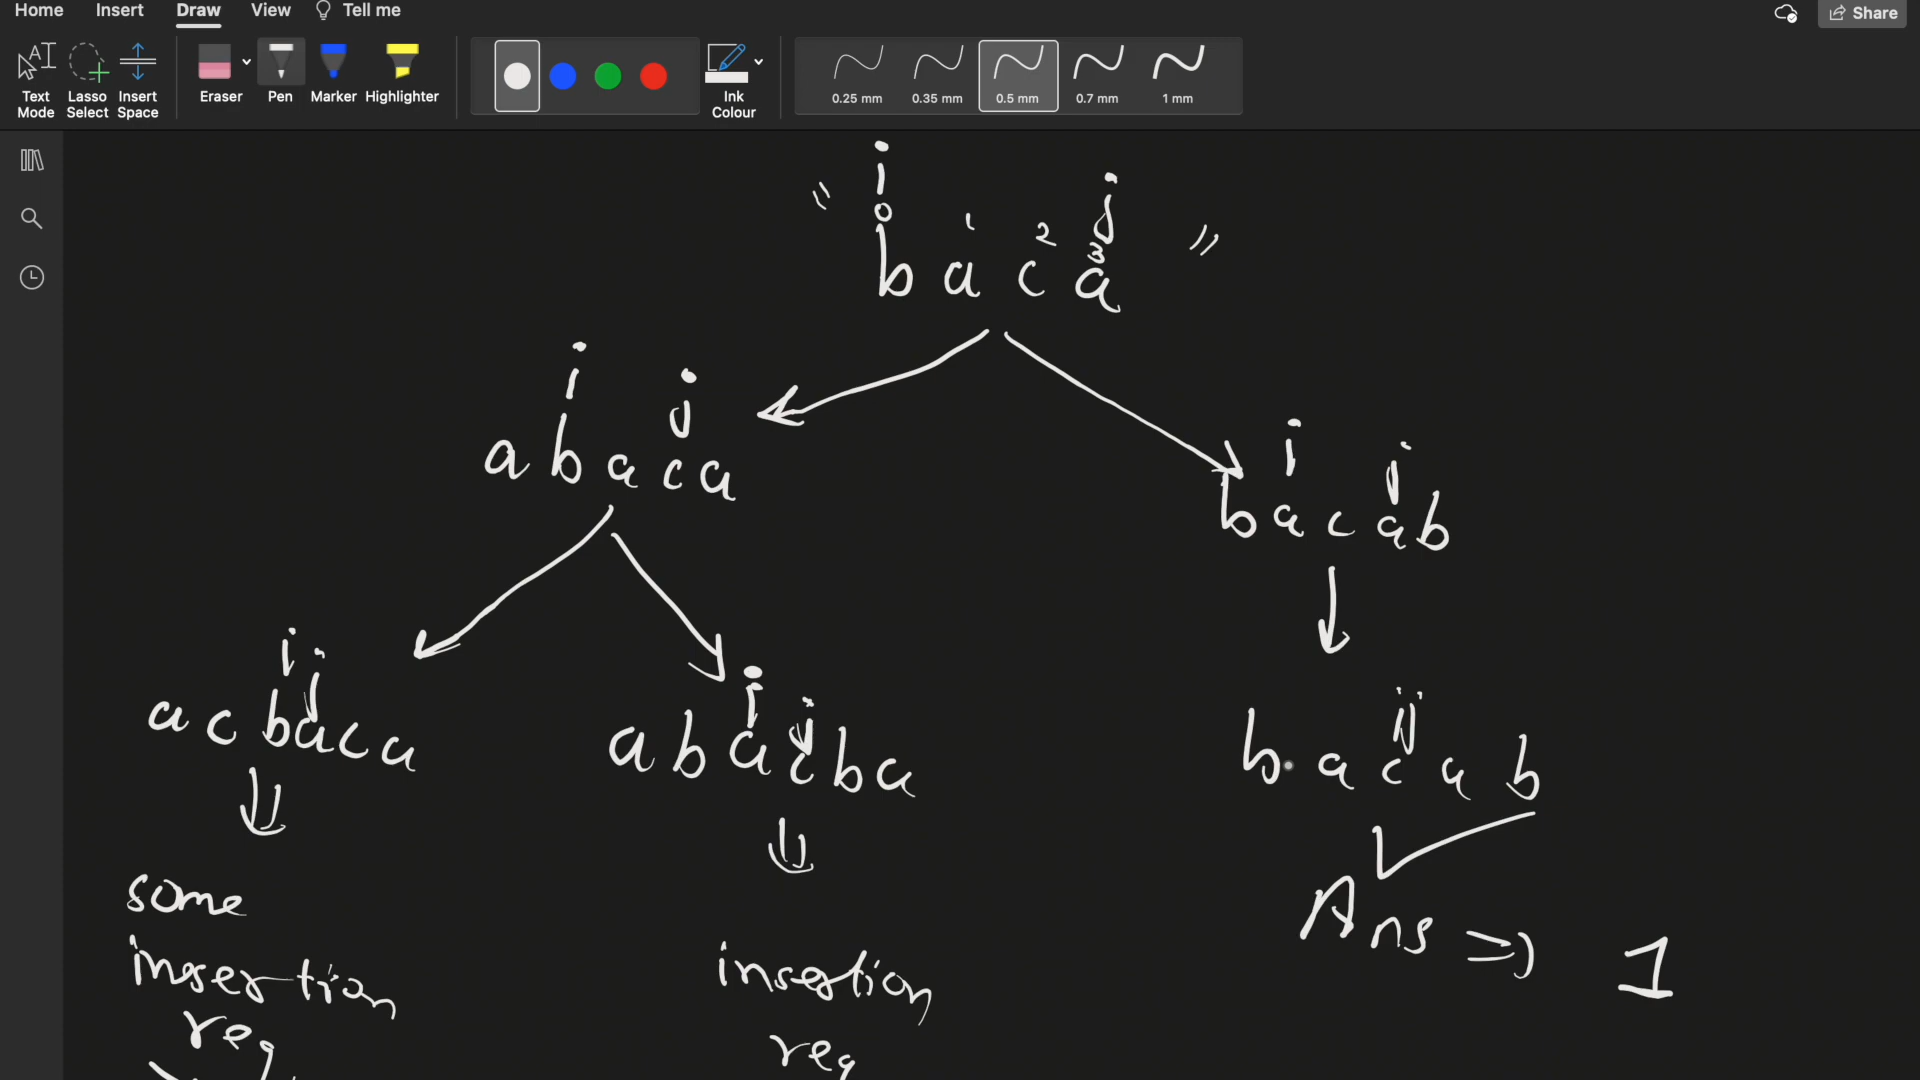 Home Insert Draw View Tell me Share
Text Mode
Lasso Select
Insert Space
Eraser
Pen
Marker
Highlighter
Ink Colour
0.25 mm 0.35 mm 0.5 mm 0.7 mm 1 mm
i j
0 1 2 3
" b a c a "
i j
a b a c a
i j
b a c a b
i j
a c b a c a
i j
a b a c b a
i j
b a c a b
some
insertion
req
insertion
req
Ans => 1